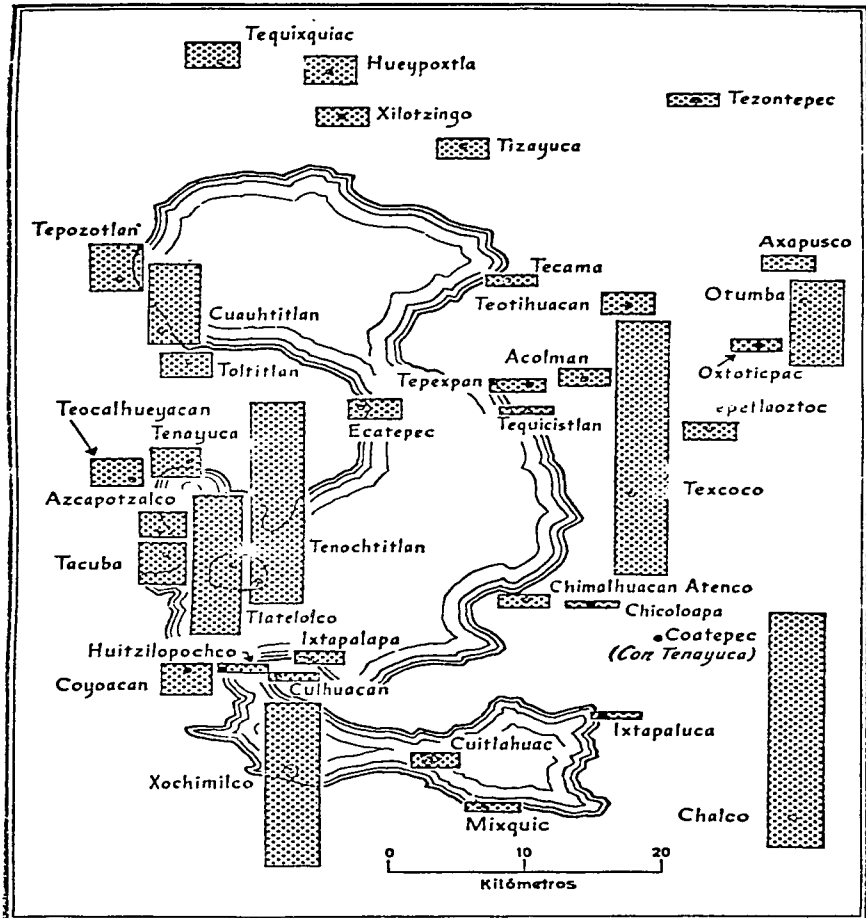 Tequixquiac
Hueypoxtla
Tezontepec
Xilotzingo
Tizayuca
Tepozotlan
Axapusco
Tecama
Otumba
Teotihuacan
Cuauhtitlan
Acolman
Toltitlan
Tepexpan
Oxtoticpac
Teocalhueyacan
epetlaoztoc
Tequicistlan
Tenayuca
Ecatepec
Azcapotzalco
Texcoco
Tenochtitlan
Tacuba
Chimalhuacan Atenco
Chicoloapa
Tlatelolco
Ixtapalapa
Coatepec
(Con Tenayuca)
Huitzilopochco
Coyoacan
Culhuacan
Ixtapaluca
Cuitlahuac
Xochimilco
Mixquic
Chalco
0 10 20
Kilómetros